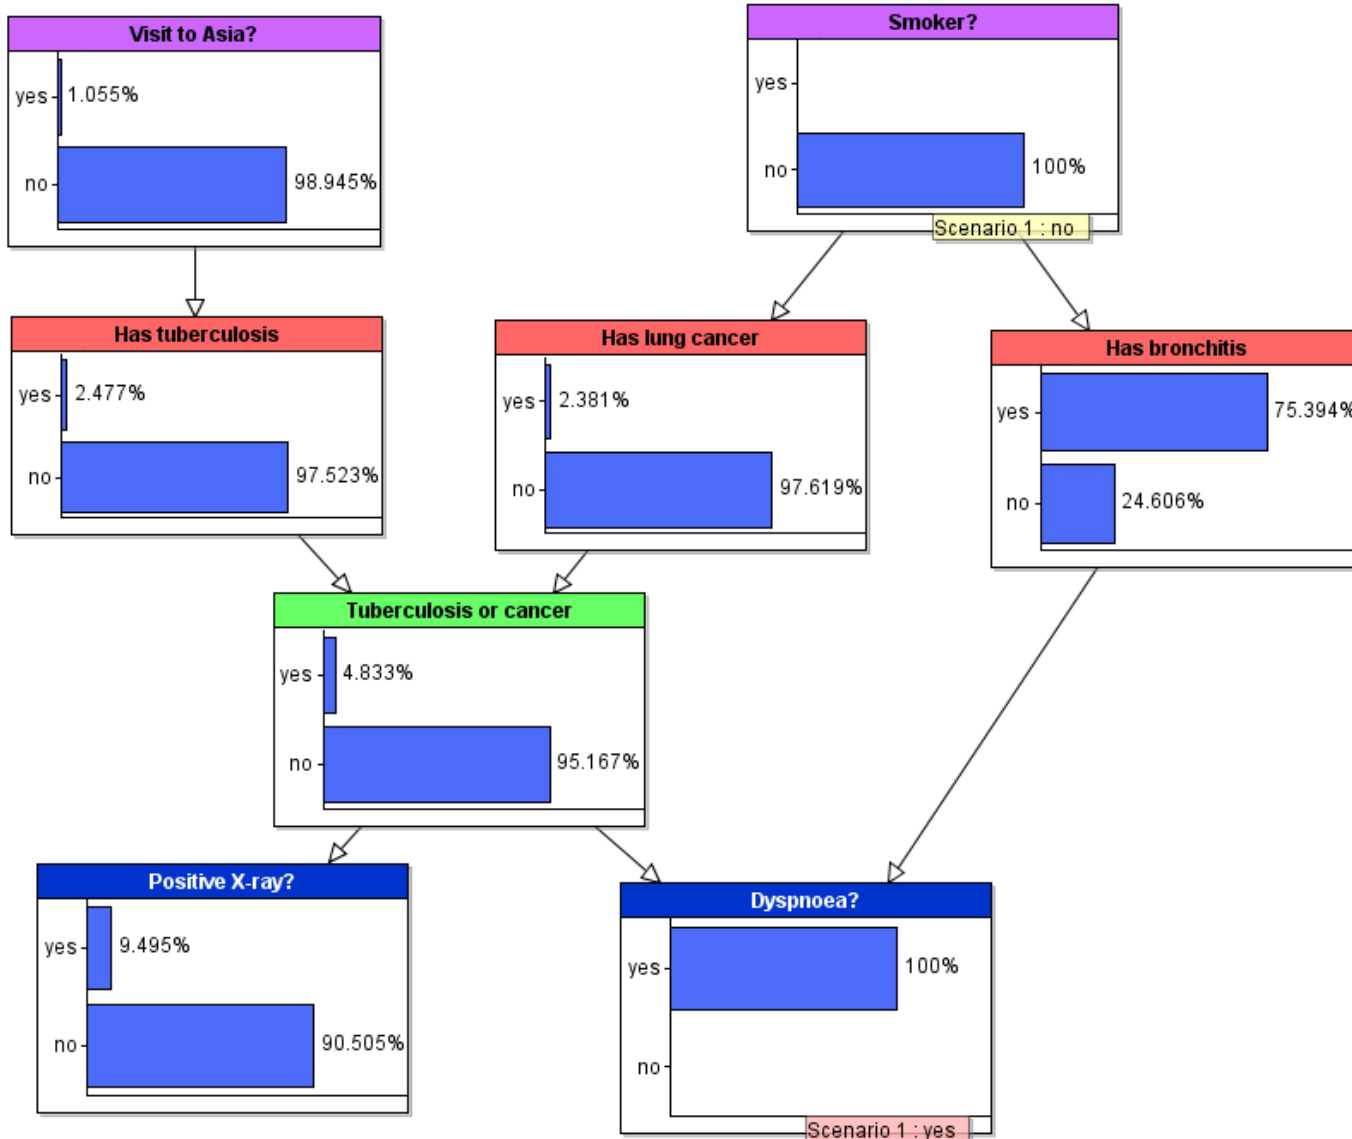 Visit to Asia?
yes 1.055%
no 98.945%
Smoker?
yes
no 100%
Scenario 1 : no
Has tuberculosis
yes 2.477%
no 97.523%
Has lung cancer
yes 2.381%
no 97.619%
Has bronchitis
yes 75.394%
no 24.606%
Tuberculosis or cancer
yes 4.833%
no 95.167%
Positive X-ray?
yes 9.495%
no 90.505%
Dyspnoea?
yes 100%
no
Scenario 1 : yes